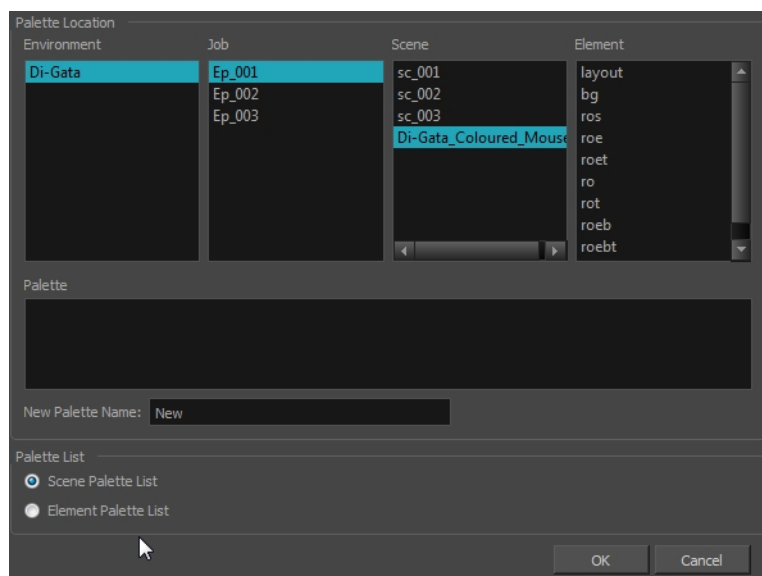 Palette Location
Environment Job Scene Element
Di-Gata Ep_001 sc_001 layout
Ep_002 sc_002 bg
Ep_003 sc_003 ros
Di-Gata_Coloured_Mouse roe
roet
ro
rot
roeb
roebt
Palette
New Palette Name: New
Palette List
Scene Palette List
Element Palette List
OK Cancel